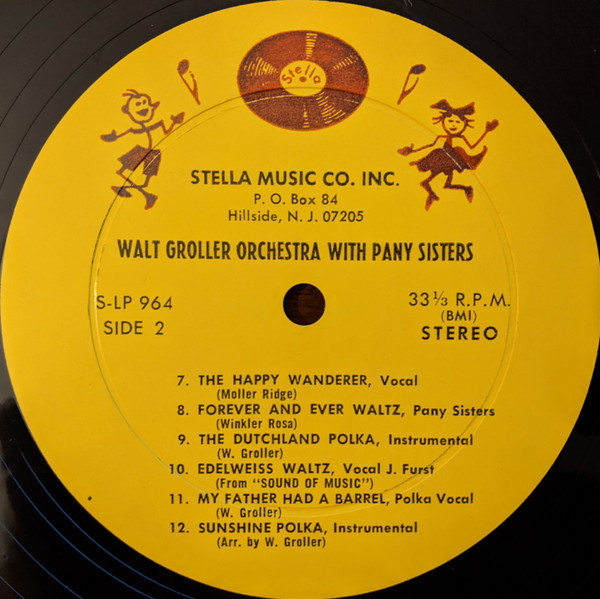 Stella
STELLA MUSIC CO. INC.
P. O. Box 84
Hillside, N. J. 07205
WALT GROLLER ORCHESTRA WITH PANY SISTERS
S-LP 964
SIDE 2
33 1/3 R.P.M.
(BMI)
STEREO
7. THE HAPPY WANDERER, Vocal
(Moller Ridge)
8. FOREVER AND EVER WALTZ, Pany Sisters
(Winkler Rosa)
9. THE DUTCHLAND POLKA, Instrumental
(W. Groller)
10. EDELWEISS WALTZ, Vocal J. Furst
(From "SOUND OF MUSIC")
11. MY FATHER HAD A BARREL, Polka Vocal
(W. Groller)
12. SUNSHINE POLKA, Instrumental
(Arr. by W. Groller)